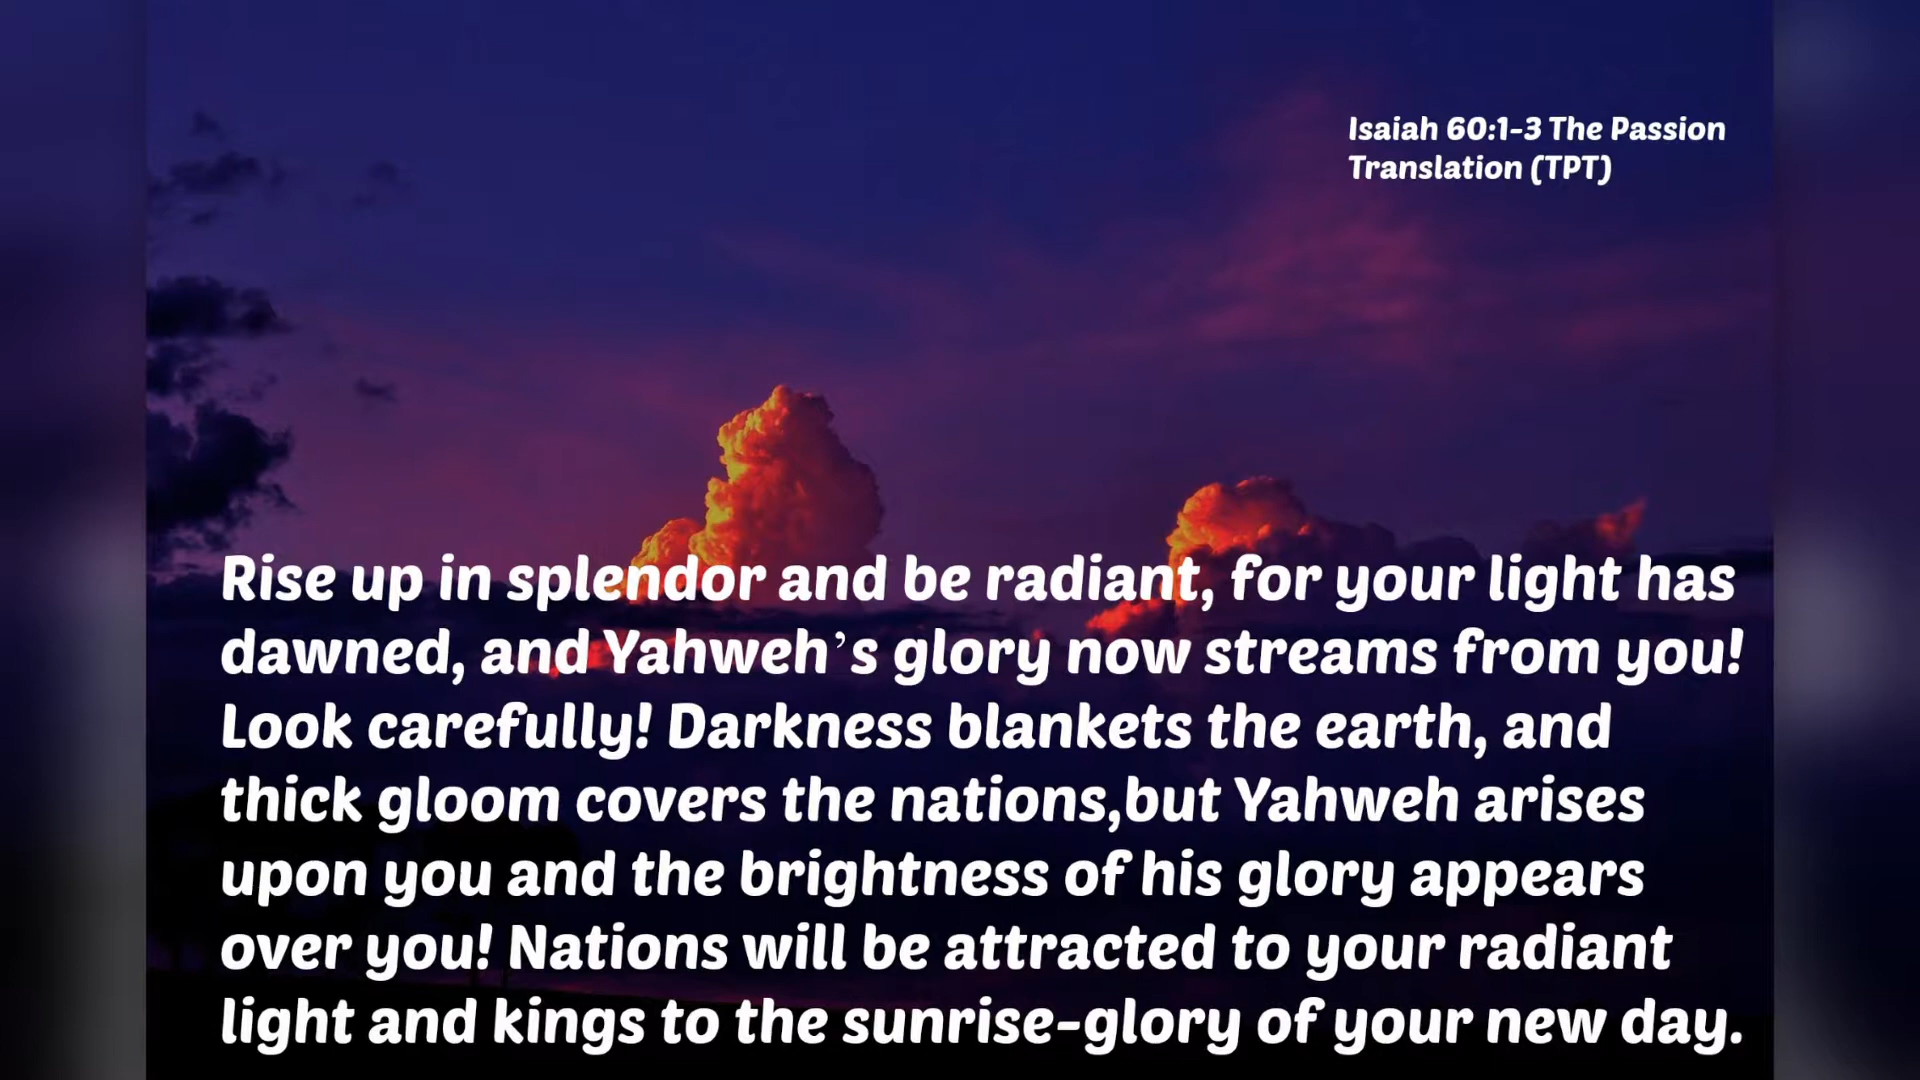 Isaiah 60:1-3 The Passion
Translation (TPT)
Rise up in splendor and be radiant, for your light has
dawned, and Yahweh’s glory now streams from you!
Look carefully! Darkness blankets the earth, and
thick gloom covers the nations,but Yahweh arises
upon you and the brightness of his glory appears
over you! Nations will be attracted to your radiant
light and kings to the sunrise-glory of your new day.